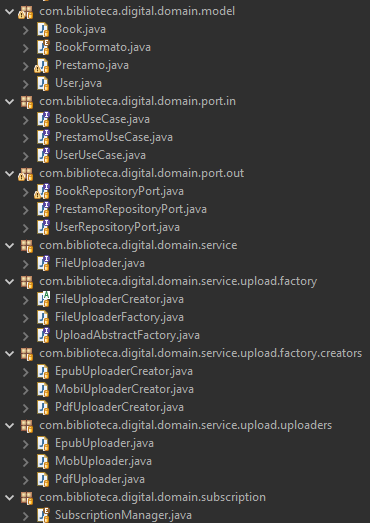 com.biblioteca.digital.domain.model
Book.java
BookFormato.java
Prestamo.java
User.java
com.biblioteca.digital.domain.port.in
BookUseCase.java
PrestamoUseCase.java
UserUseCase.java
com.biblioteca.digital.domain.port.out
BookRepositoryPort.java
PrestamoRepositoryPort.java
UserRepositoryPort.java
com.biblioteca.digital.domain.service
FileUploader.java
com.biblioteca.digital.domain.service.upload.factory
FileUploaderCreator.java
FileUploaderFactory.java
UploadAbstractFactory.java
com.biblioteca.digital.domain.service.upload.factory.creators
EpubUploaderCreator.java
MobiUploaderCreator.java
PdfUploaderCreator.java
com.biblioteca.digital.domain.service.upload.uploaders
EpubUploader.java
MobUploader.java
PdfUploader.java
com.biblioteca.digital.domain.subscription
SubscriptionManager.java